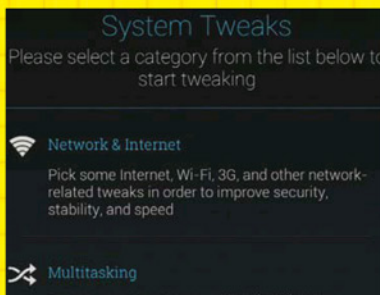 System Tweaks
Please select a category from the list below to
start tweaking
Network & Internet
Pick some Internet, Wi-Fi, 3G, and other network-
related tweaks in order to improve security,
stability, and speed
Multitasking